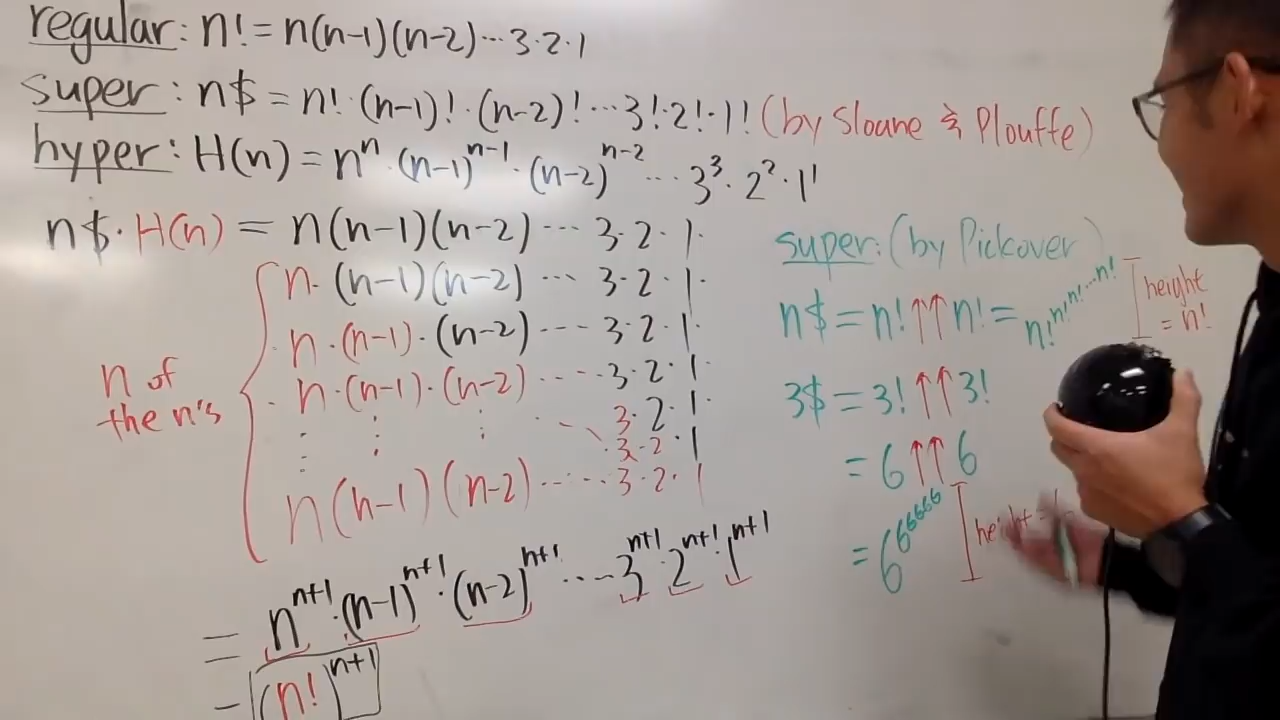 regular: n! = n(n-1)(n-2)...3·2·1
super: n$ = n!·(n-1)!·(n-2)!...3!·2!·1! (by Sloane & Plouffe)
hyper: H(n) = n^n·(n-1)^(n-1)·(n-2)^(n-2)...3^3·2^2·1^1
n$·H(n) = n(n-1)(n-2)...3·2·1·
n·(n-1)(n-2)...3·2·1·
n·(n-1)·(n-2)...3·2·1·
n·(n-1)·(n-2)...3·2·1·
3·2·1·
3·2·1
n(n-1)(n-2)...3·2·1
n of
the n's
= n^(n+1)·(n-1)^(n+1)·(n-2)^(n+1)...3^(n+1)·2^(n+1)·1^(n+1)
= (n!)^(n+1)
super: (by Pickover)
n$ = n!↑↑n! = n!^n!^n!^n!^...n!
height
= n!
3$ = 3!↑↑3!
= 6↑↑6
= 6^6^6^6^6^6
height =